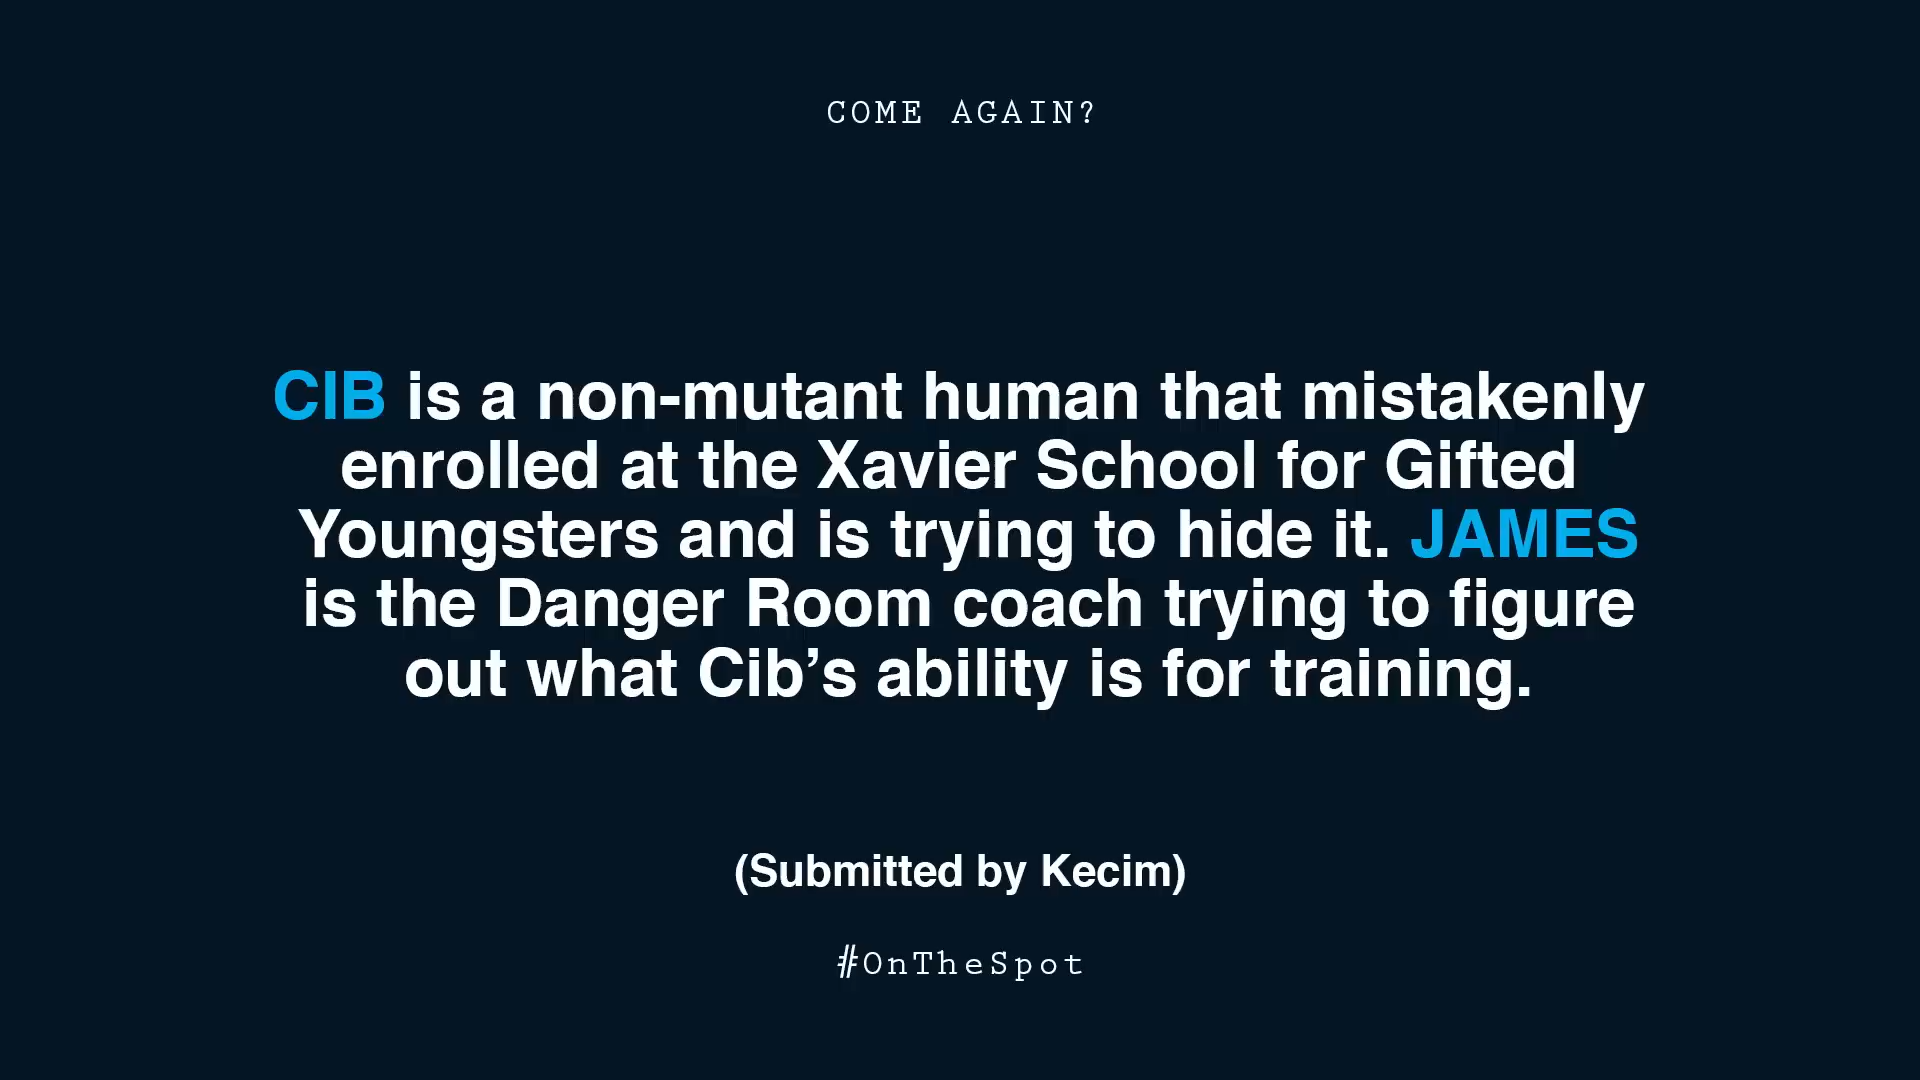 COME AGAIN?
CIB is a non-mutant human that mistakenly
enrolled at the Xavier School for Gifted
Youngsters and is trying to hide it. JAMES
is the Danger Room coach trying to figure
out what Cib’s ability is for training.
(Submitted by Kecim)
#OnTheSpot